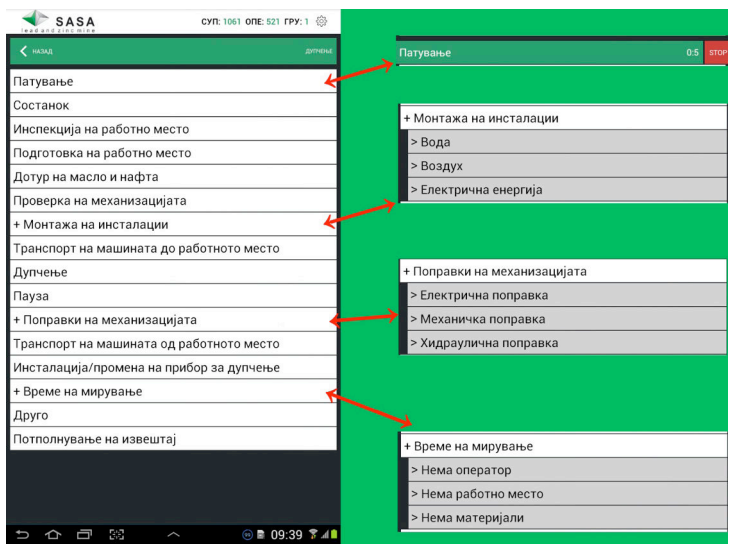 SASA
lead and zinc mine
СУП: 1061 ОПЕ: 521 ГРУ: 1
НАЗАД
ДУПЧЕЊЕ
Патување
Состанок
Инспекција на работно место
Подготовка на работно место
Дотур на масло и нафта
Проверка на механизацијата
+ Монтажа на инсталации
Транспорт на машината до работното место
Дупчење
Пауза
+ Поправки на механизацијата
Транспорт на машината од работното место
Инсталација/промена на прибор за дупчење
+ Време на мирување
Друго
Потполнување на извештај
09:39
Патување 0:5 STOP
+ Монтажа на инсталации
> Вода
> Воздух
> Електрична енергија
+ Поправки на механизацијата
> Електрична поправка
> Механичка поправка
> Хидраулична поправка
+ Време на мирување
> Нема оператор
> Нема работно место
> Нема материјали